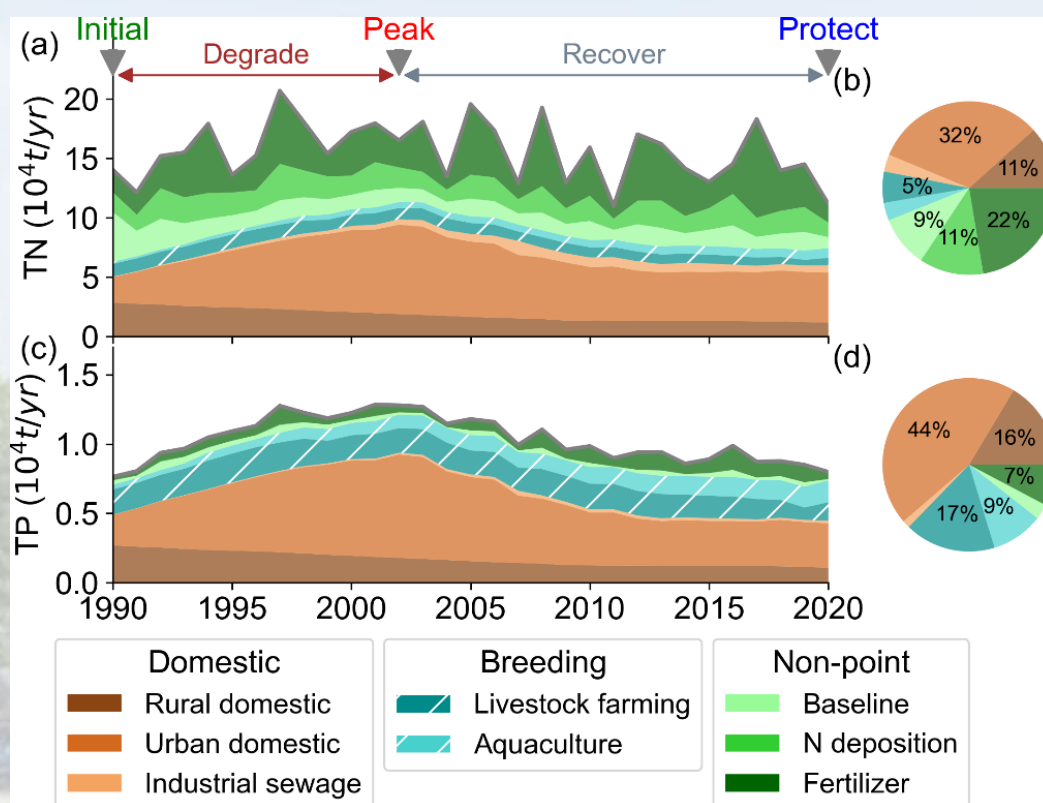 Initial Peak Protect
(a) Degrade Recover (b)
TN (10⁴t/yr)
20
15
10
5
0
32%
11%
5%
9%
11%
22%
(c) (d)
TP (10⁴t/yr)
1.5
1.0
0.5
0.0
44%
16%
7%
9%
17%
1990 1995 2000 2005 2010 2015 2020
Domestic
Rural domestic
Urban domestic
Industrial sewage
Breeding
Livestock farming
Aquaculture
Non-point
Baseline
N deposition
Fertilizer